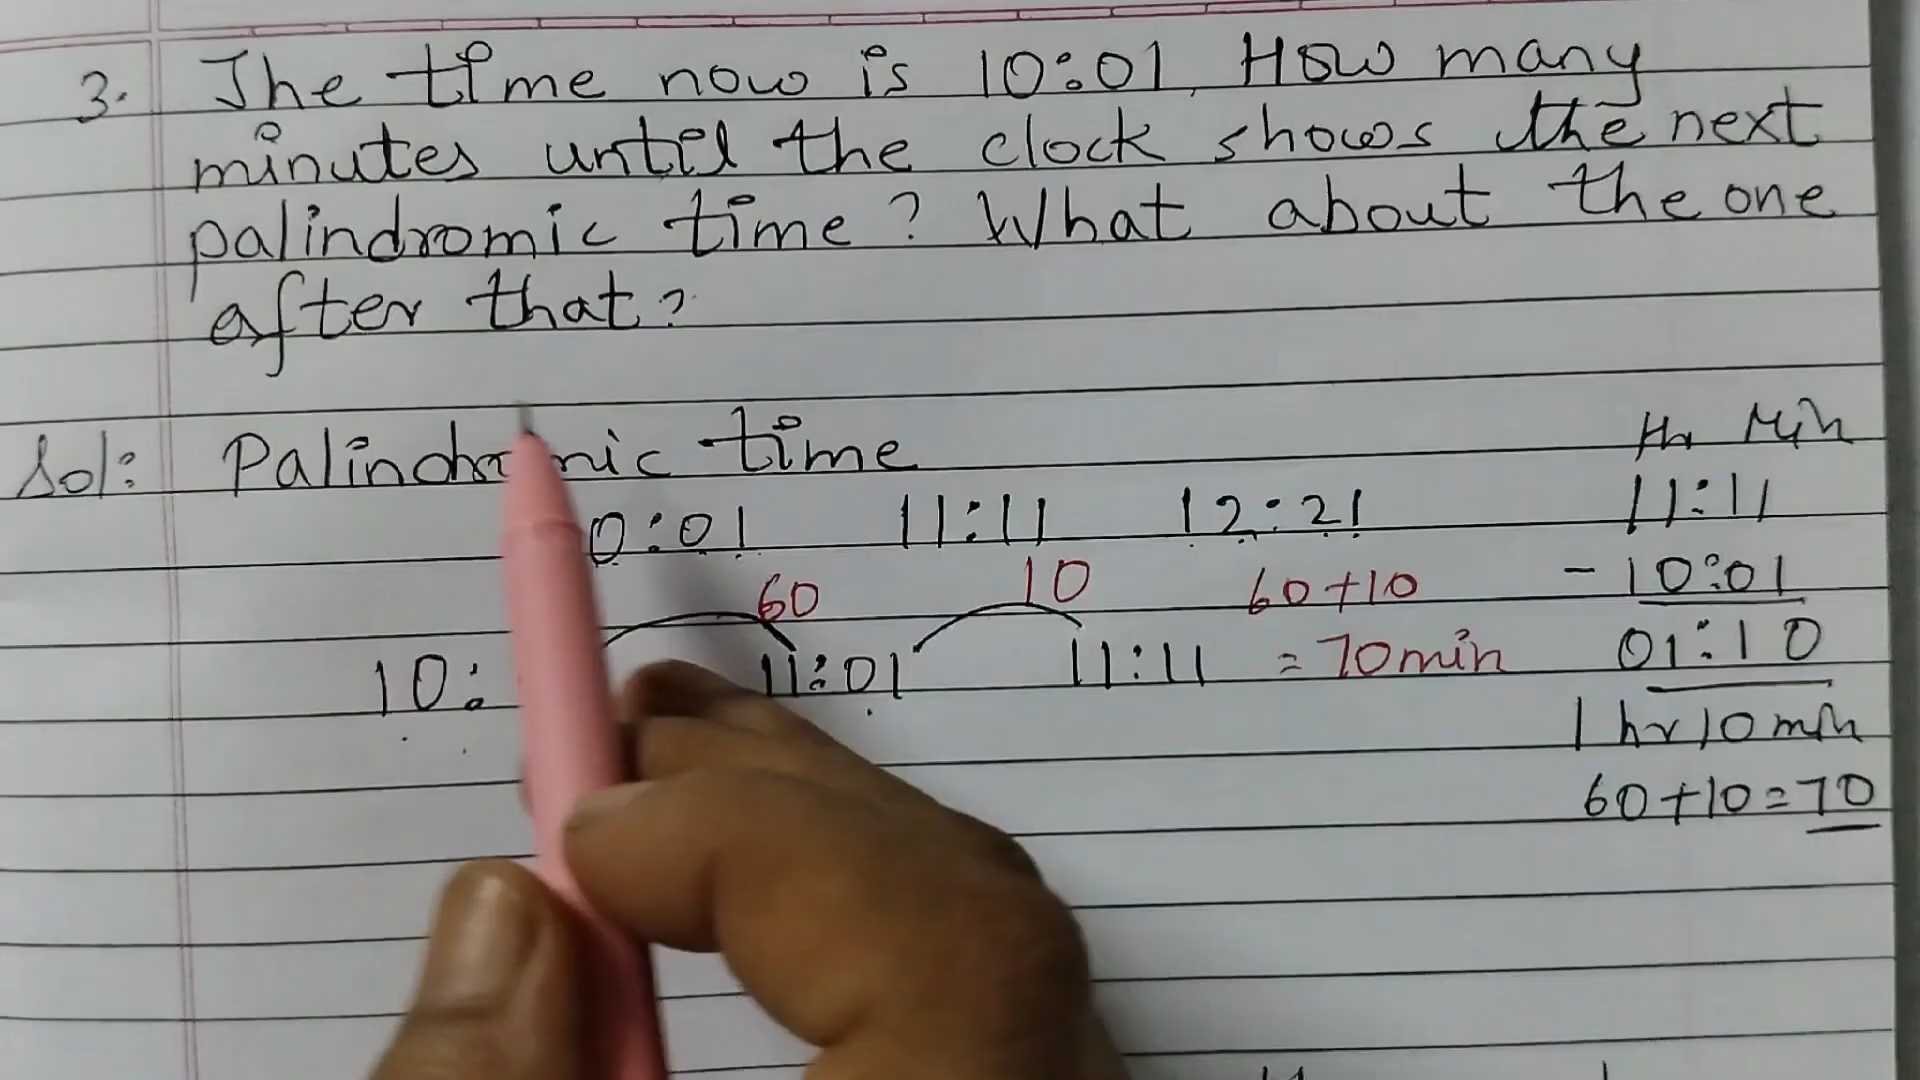 3. The time now is 10:01. How many
minutes until the clock shows the next
palindromic time? What about the one
after that?
Sol: Palindromic time
0:01 11:11 12:21
60 10 60+10
10: 11:01 11:11 = 70min
Hr Min
11:11
- 10:01
01:10
1 hr 10 min
60+10=70